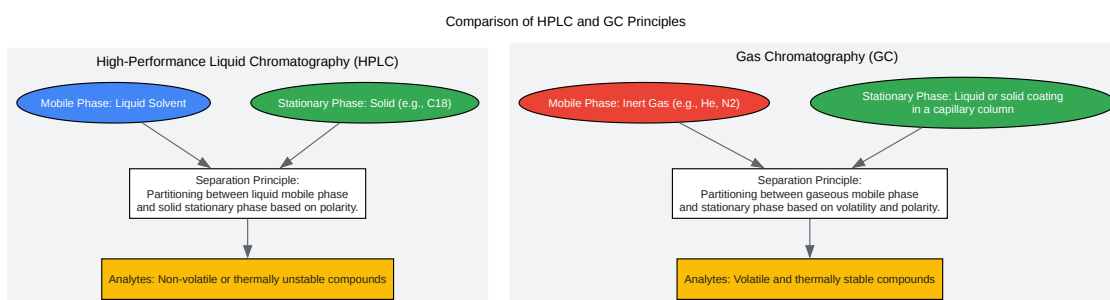 Comparison of HPLC and GC Principles
High-Performance Liquid Chromatography (HPLC)
Mobile Phase: Liquid Solvent
Stationary Phase: Solid (e.g., C18)
Separation Principle:
Partitioning between liquid mobile phase
and solid stationary phase based on polarity.
Analytes: Non-volatile or thermally unstable compounds
Gas Chromatography (GC)
Mobile Phase: Inert Gas (e.g., He, N2)
Stationary Phase: Liquid or solid coating
in a capillary column
Separation Principle:
Partitioning between gaseous mobile phase
and stationary phase based on volatility and polarity.
Analytes: Volatile and thermally stable compounds